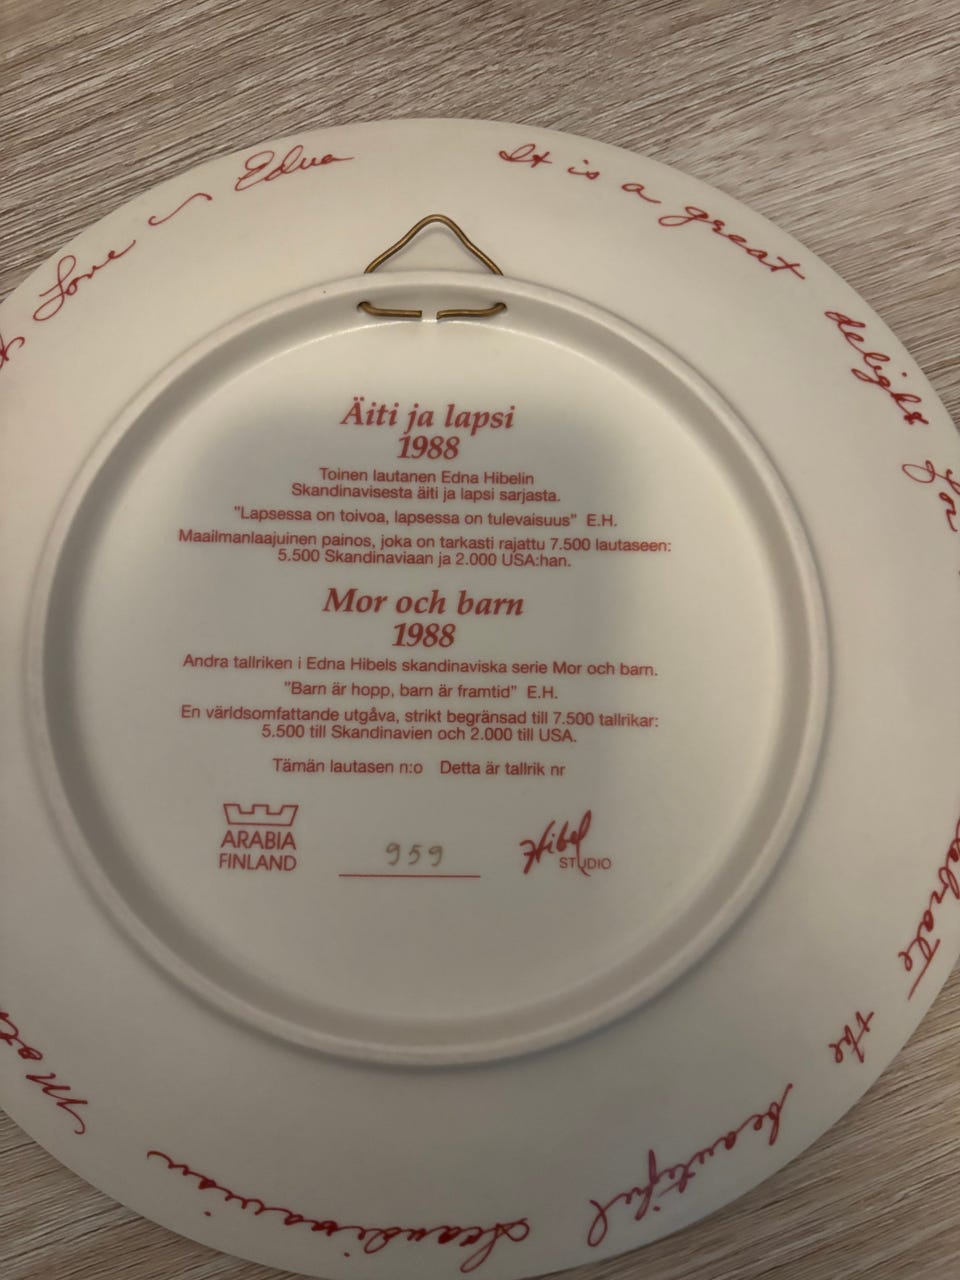 It is a great delight for
the beautiful Scandinavian
Love Edna
Äiti ja lapsi
1988
Toinen lautanen Edna Hibelin
Skandinavisesta äiti ja lapsi sarjasta.
"Lapsessa on toivoa, lapsessa on tulevaisuus" E.H.
Maailmanlaajuinen painos, joka on tarkasti rajattu 7.500 lautaseen:
5.500 Skandinaviaan ja 2.000 USA:han.
Mor och barn
1988
Andra tallriken i Edna Hibels skandinaviska serie Mor och barn.
"Barn är hopp, barn är framtid" E.H.
En världsomfattande utgåva, strikt begränsad till 7.500 tallrikar:
5.500 till Skandinavien och 2.000 till USA.
Tämän lautasen n:o Detta är tallrik nr
ARABIA
FINLAND
959
Hibel
STUDIO